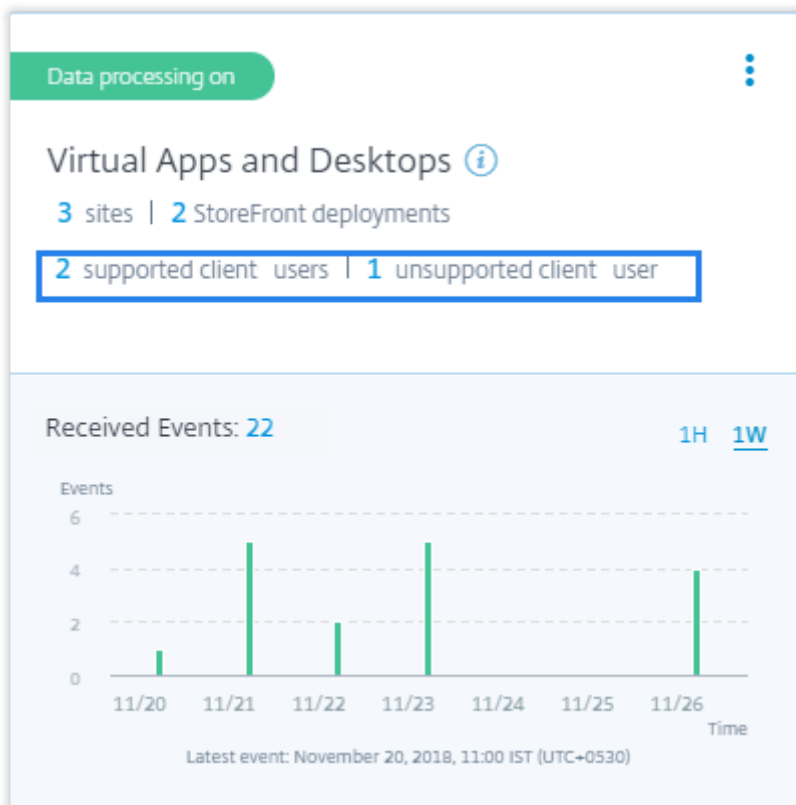 Data processing on
Virtual Apps and Desktops i
3 sites | 2 StoreFront deployments
2 supported client users | 1 unsupported client user
Received Events: 22
1H 1W
Events
6
4
2
0
11/20 11/21 11/22 11/23 11/24 11/25 11/26
Time
Latest event: November 20, 2018, 11:00 IST (UTC+0530)